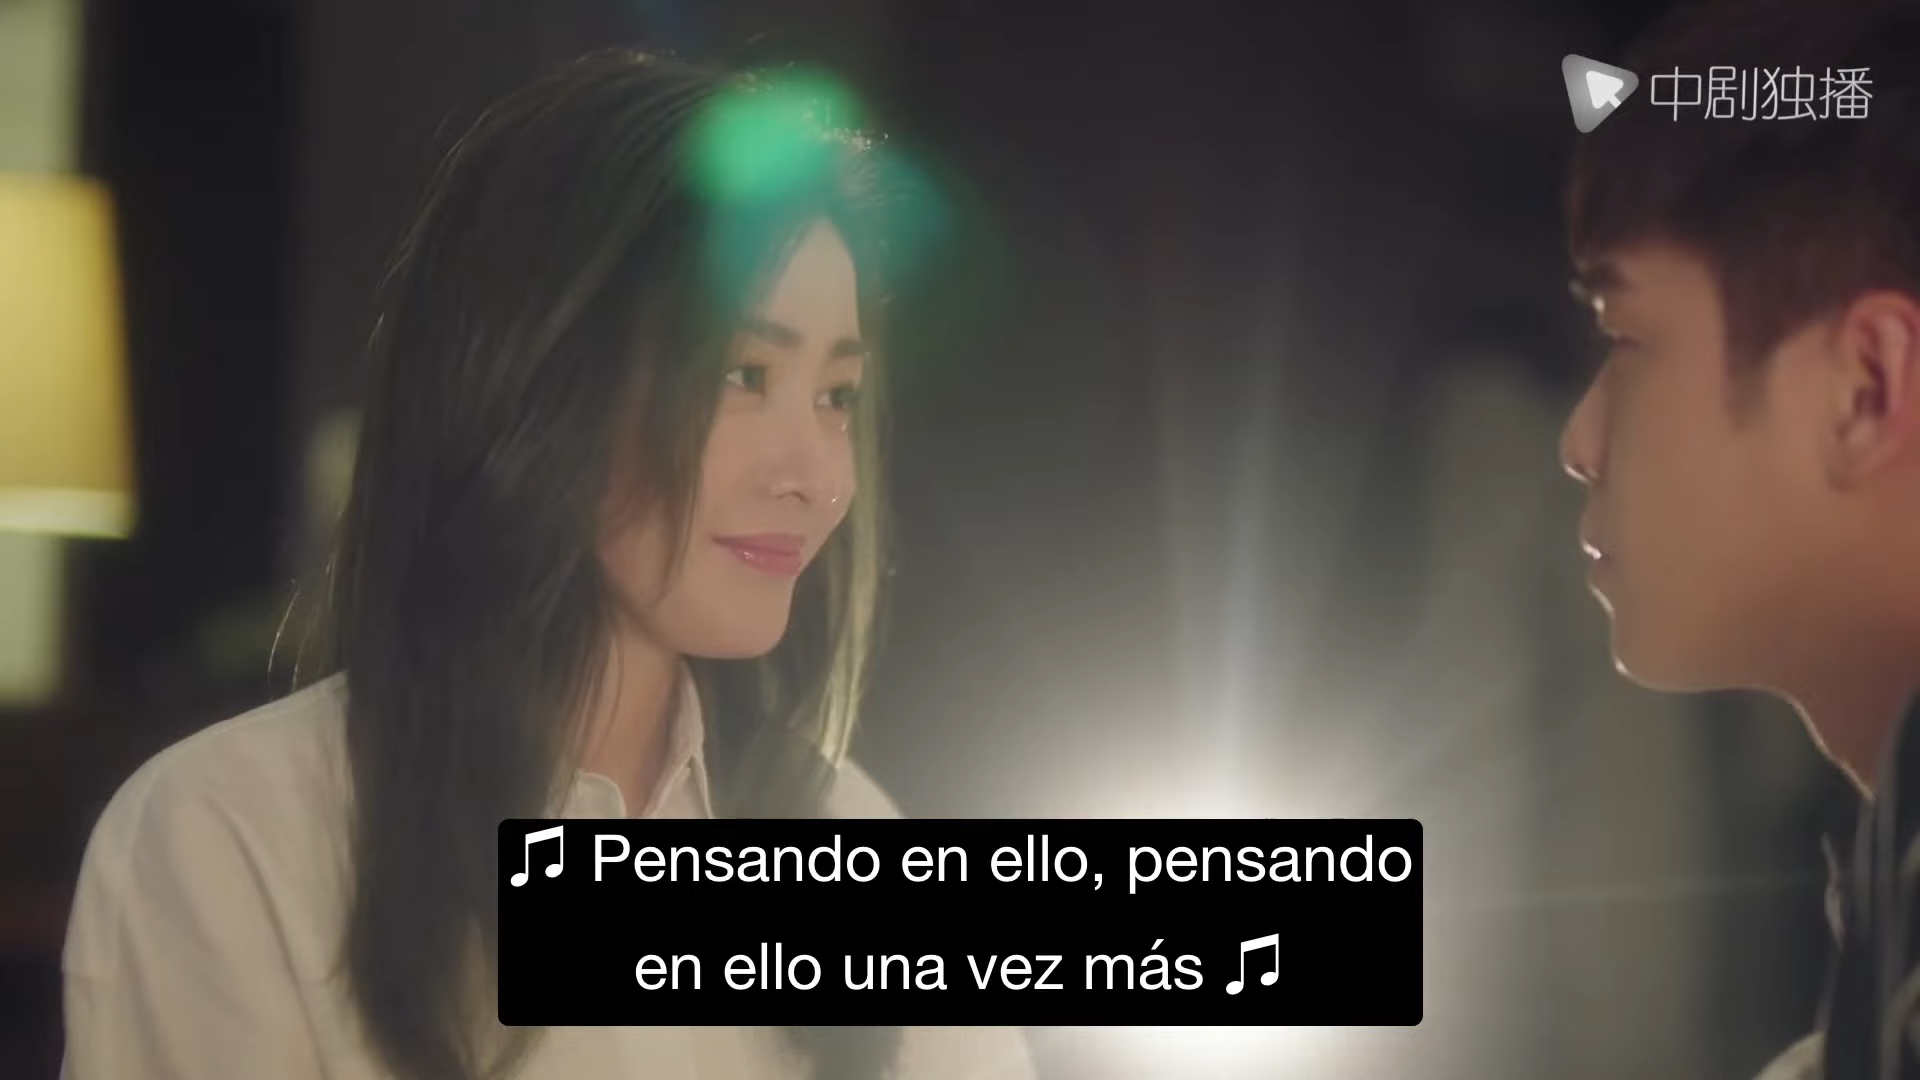 中剧独播
♫ Pensando en ello, pensando
en ello una vez más ♫